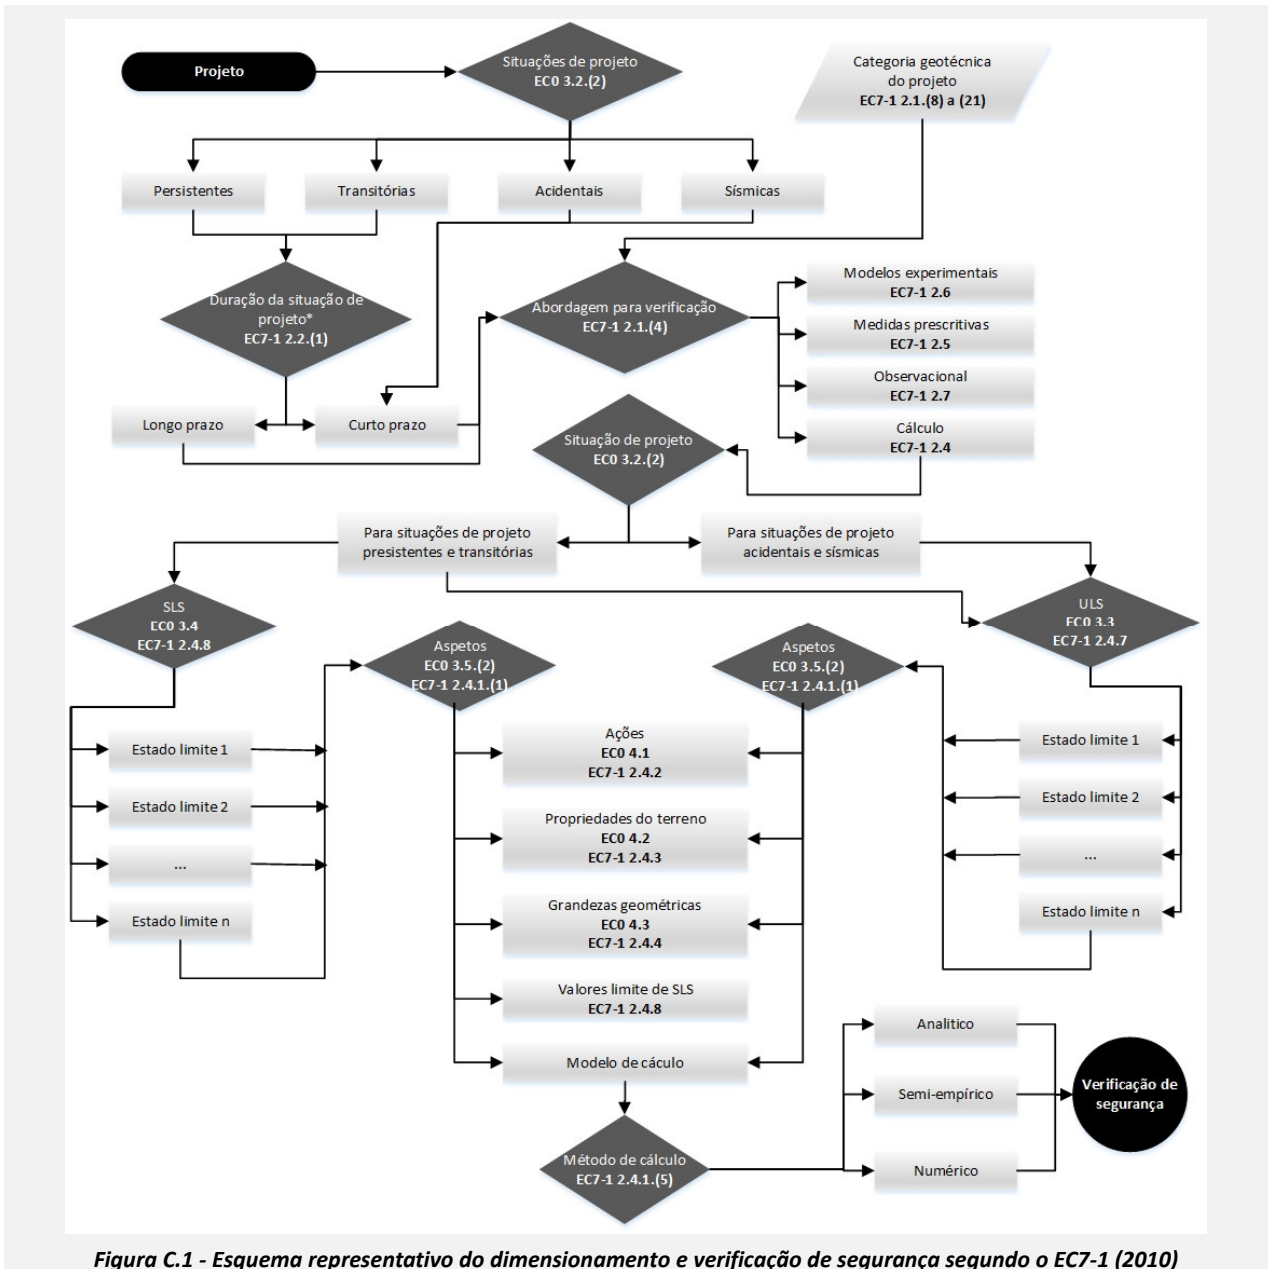 Projeto
Situações de projeto
EC0 3.2.(2)
Categoria geotécnica
do projeto
EC7-1 2.1.(8) a (21)
Persistentes
Transitórias
Acidentais
Sísmicas
Duração da situação de
projeto*
EC7-1 2.2.(1)
Abordagem para verificação
EC7-1 2.1.(4)
Modelos experimentais
EC7-1 2.6
Medidas prescritivas
EC7-1 2.5
Observacional
EC7-1 2.7
Cálculo
EC7-1 2.4
Longo prazo
Curto prazo
Situação de projeto
EC0 3.2.(2)
Para situações de projeto
presistentes e transitórias
Para situações de projeto
acidentais e sísmicas
SLS
EC0 3.4
EC7-1 2.4.8
ULS
EC0 3.3
EC7-1 2.4.7
Aspetos
EC0 3.5.(2)
EC7-1 2.4.1.(1)
Aspetos
EC0 3.5.(2)
EC7-1 2.4.1.(1)
Estado limite 1
Estado limite 2
...
Estado limite n
Ações
EC0 4.1
EC7-1 2.4.2
Propriedades do terreno
EC0 4.2
EC7-1 2.4.3
Grandezas geométricas
EC0 4.3
EC7-1 2.4.4
Valores limite de SLS
EC7-1 2.4.8
Modelo de cáculo
Estado limite 1
Estado limite 2
...
Estado limite n
Método de cálculo
EC7-1 2.4.1.(5)
Analitico
Semi-empírico
Numérico
Verificação de
segurança
Figura C.1 - Esquema representativo do dimensionamento e verificação de segurança segundo o EC7-1 (2010)